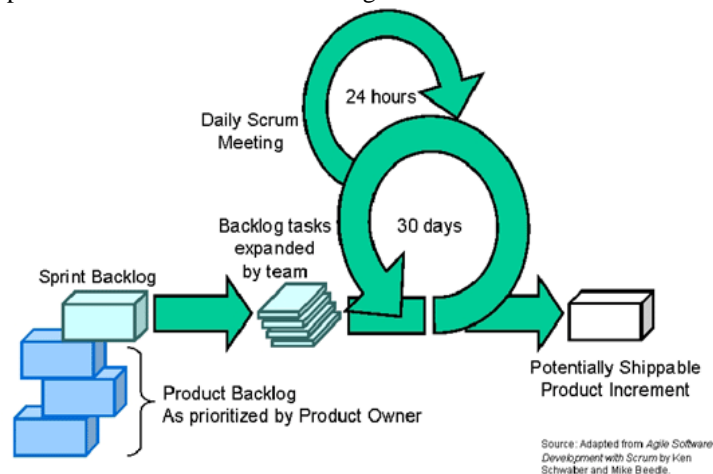 24 hours
Daily Scrum
Meeting
Backlog tasks
expanded
by team
30 days
Sprint Backlog
Potentially Shippable
Product Increment
Product Backlog
As prioritized by Product Owner
Source: Adapted from Agile Software
Development with Scrum by Ken
Schwaber and Mike Beedle.